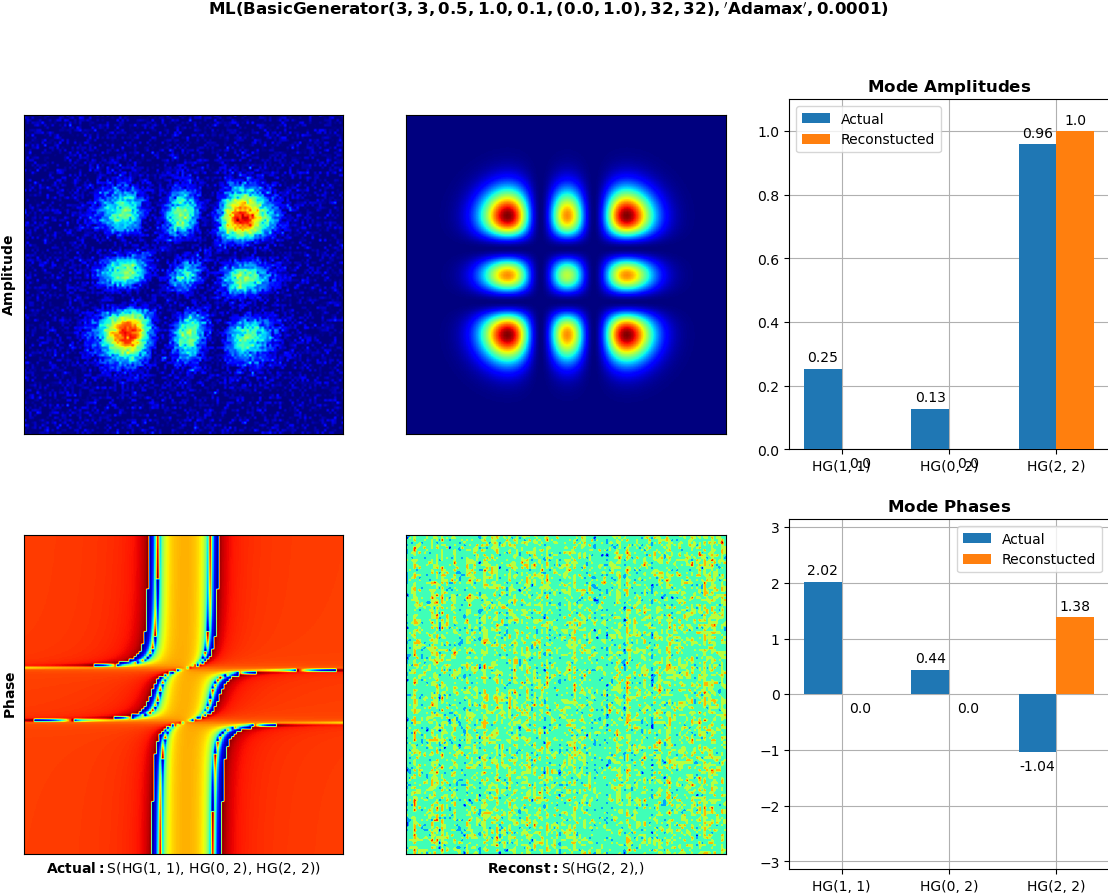 ML(BasicGenerator(3, 3, 0.5, 1.0, 0.1, (0.0, 1.0), 32, 32), 'Adamax', 0.0001)
Amplitude
Mode Amplitudes
Actual
Reconstucted
1.0
0.8
0.6
0.4
0.2
0.0
0.25
0.0
0.13
0.0
0.96
1.0
HG(1, 1)
HG(0, 2)
HG(2, 2)
Phase
Actual: S(HG(1, 1), HG(0, 2), HG(2, 2))
Reconst: S(HG(2, 2),)
Mode Phases
Actual
Reconstucted
3
2
1
0
−1
−2
−3
2.02
0.0
0.44
0.0
-1.04
1.38
HG(1, 1)
HG(0, 2)
HG(2, 2)